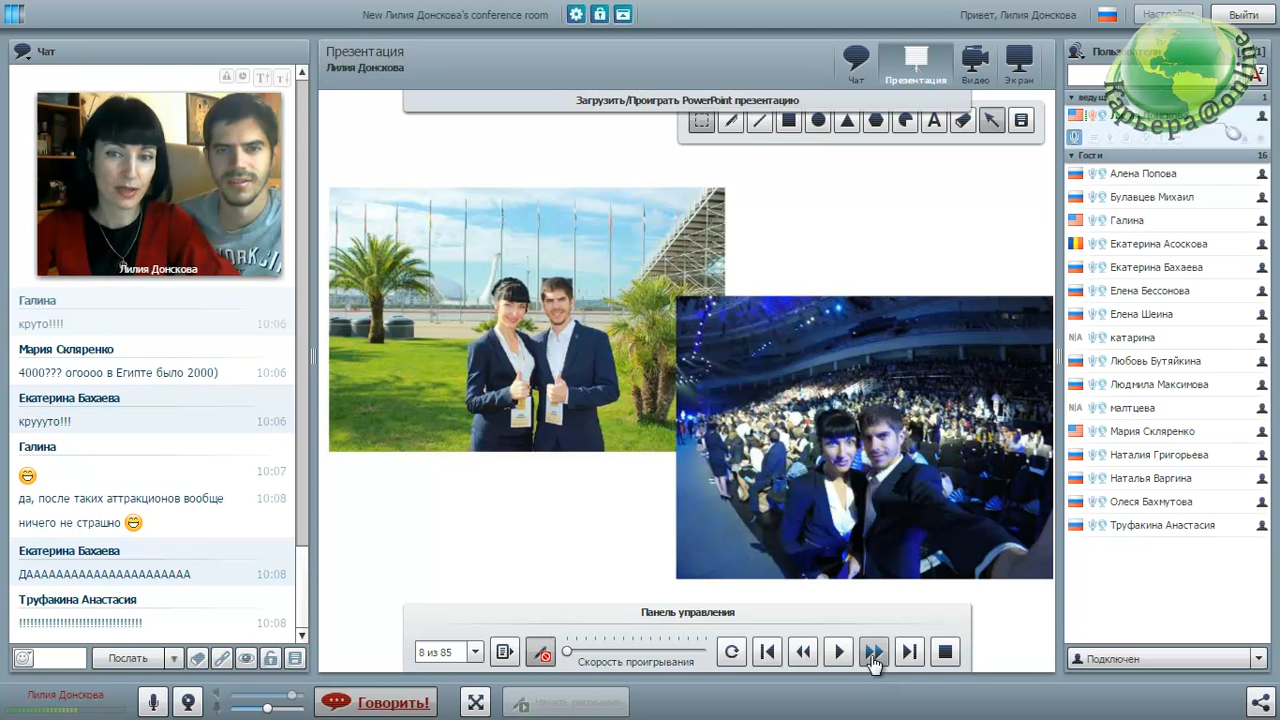 New Лилия Донскова's conference room
Привет, Лилия Донскова
Настройки
Выйти
Чат
Лилия Донскова
Галина
круто!!!!
10:06
Мария Скляренко
4000??? огоооо в Египте было 2000)
10:06
Екатерина Бахаева
круууто!!!
10:06
Галина
10:07
да, после таких аттракционов вообще
10:08
ничего не страшно
Екатерина Бахаева
ДАААААААААААААААААААААА
10:08
Труфакина Анастасия
!!!!!!!!!!!!!!!!!!!!!!!!!!!!!!!!!
10:08
Послать
Презентация
Лилия Донскова
Чат
Презентация
Видео
Экран
Загрузить/Проиграть PowerPoint презентацию
Панель управления
8 из 85
Скорость проигрывания
Пользователи
карьера@online
1
Гости
16
Алена Попова
Булавцев Михаил
Галина
Екатерина Асоскова
Екатерина Бахаева
Елена Бессонова
Елена Шеина
N/A
катарина
Любовь Бутяйкина
Людмила Максимова
N/A
малтцева
Мария Скляренко
Наталия Григорьева
Наталья Варгина
Олеся Бахмутова
Труфакина Анастасия
Подключен
Лилия Донскова
Говорить!